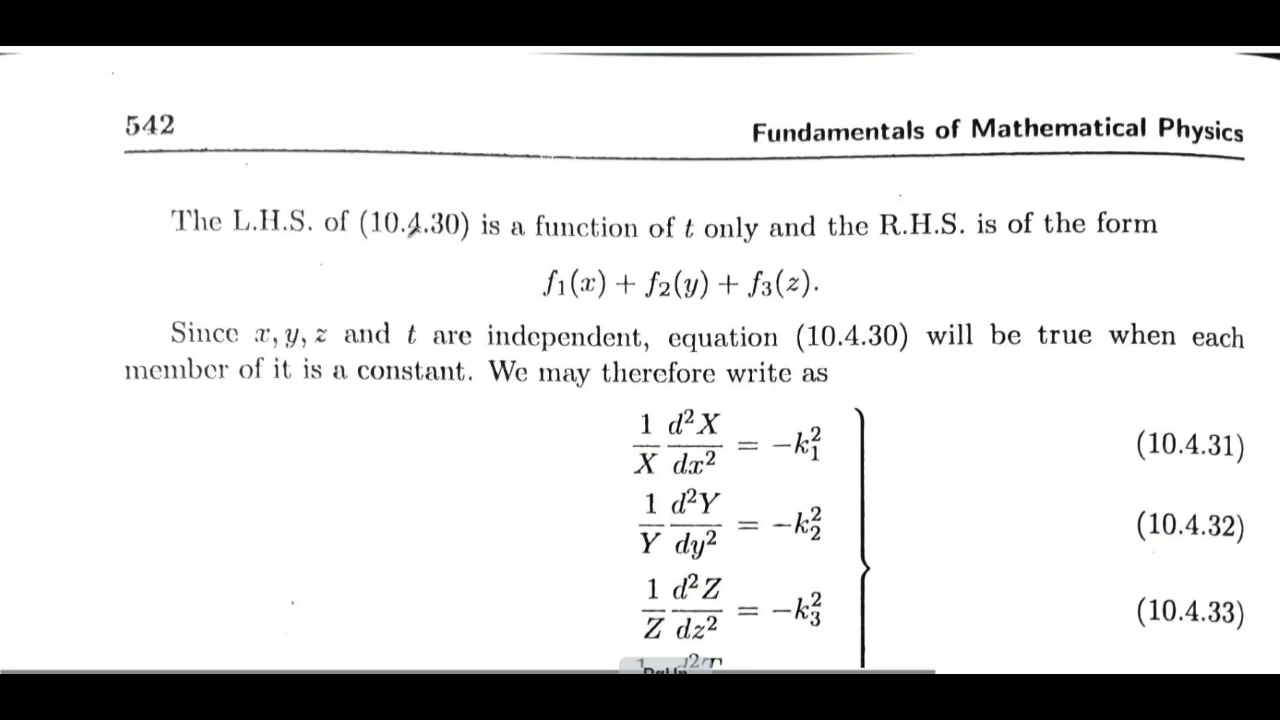 542
Fundamentals of Mathematical Physics
The L.H.S. of (10.4.30) is a function of t only and the R.H.S. is of the form
f₁(x) + f₂(y) + f₃(z).
Since x, y, z and t are independent, equation (10.4.30) will be true when each
member of it is a constant. We may therefore write as
1/X d²X/dx² = −k₁² (10.4.31)
1/Y d²Y/dy² = −k₂² (10.4.32)
1/Z d²Z/dz² = −k₃² (10.4.33)